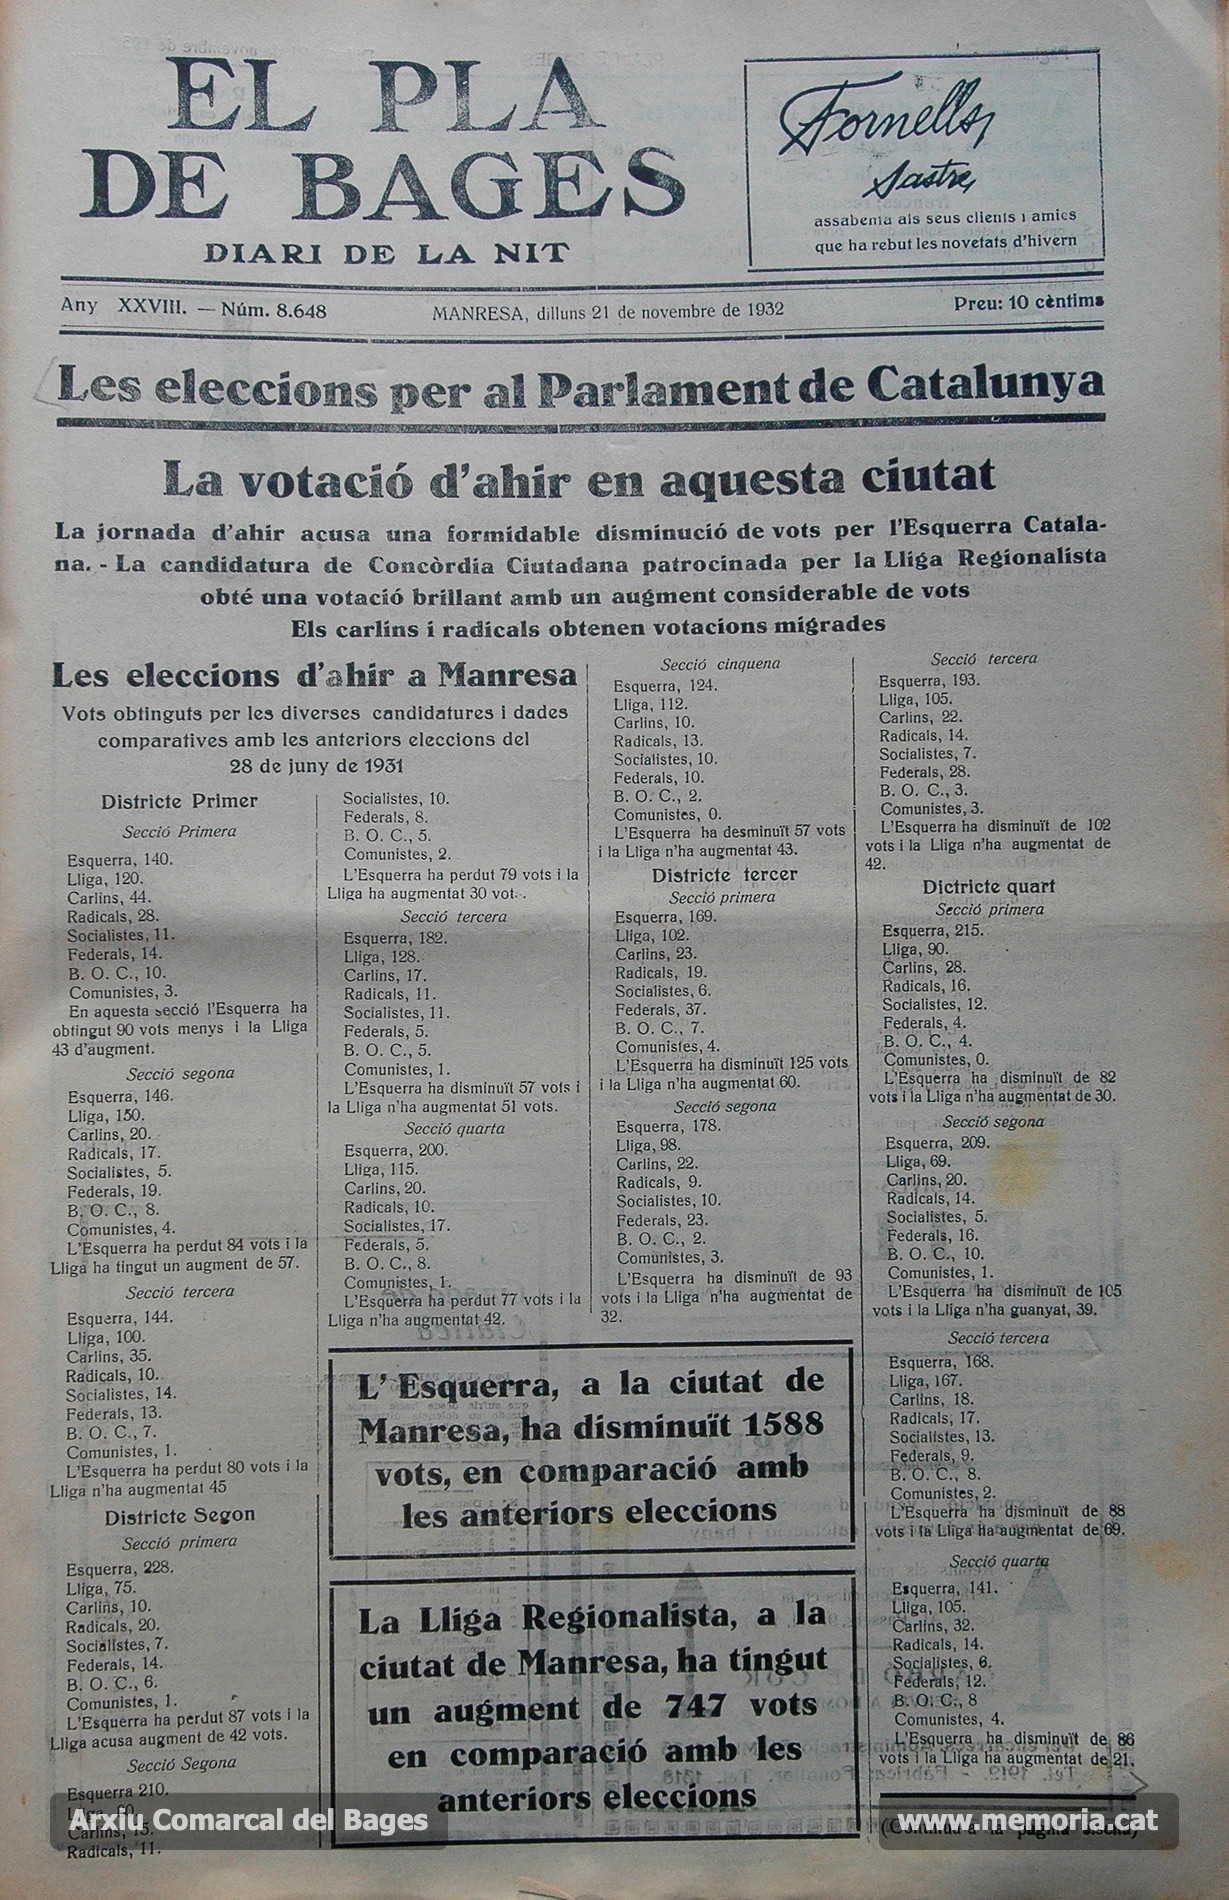 EL PLA
DE BAGES
DIARI DE LA NIT
Fornells,
Sastre,
assabenta als seus clients i amics
que ha rebut les novetats d'hivern
Any XXVIII. — Núm. 8.648
MANRESA, dilluns 21 de novembre de 1932
Preu: 10 cèntims
Les eleccions per al Parlament de Catalunya
La votació d'ahir en aquesta ciutat
La jornada d'ahir acusa una formidable disminució de vots per l'Esquerra Catala-
na. - La candidatura de Concòrdia Ciutadana patrocinada per la Lliga Regionalista
obté una votació brillant amb un augment considerable de vots
Els carlins i radicals obtenen votacions migrades
Les eleccions d'ahir a Manresa
Vots obtinguts per les diverses candidatures i dades
comparatives amb les anteriors eleccions del
28 de juny de 1931
Districte Primer
Secció Primera
Esquerra, 140.
Lliga, 120.
Carlins, 44.
Radicals, 28.
Socialistes, 11.
Federals, 14.
B. O. C., 10.
Comunistes, 3.
En aquesta secció l'Esquerra ha
obtingut 90 vots menys i la Lliga
43 d'augment.
Secció segona
Esquerra, 146.
Lliga, 150.
Carlins, 20.
Radicals, 17.
Socialistes, 5.
Federals, 19.
B. O. C., 8.
Comunistes, 4.
L'Esquerra ha perdut 84 vots i la
Lliga ha tingut un augment de 57.
Secció tercera
Esquerra, 144.
Lliga, 100.
Carlins, 35.
Radicals, 10.
Socialistes, 14.
Federals, 13.
B. O. C., 7.
Comunistes, 1.
L'Esquerra ha perdut 80 vots i la
Lliga n'ha augmentat 45
Districte Segon
Secció primera
Esquerra, 228.
Lliga, 75.
Carlins, 10.
Radicals, 20.
Socialistes, 7.
Federals, 14.
B. O. C., 6.
Comunistes, 1.
L'Esquerra ha perdut 87 vots i la
Lliga acusa augment de 42 vots.
Secció Segona
Esquerra 210.
Carlins, 15.
Radicals, 11.
Socialistes, 10.
Federals, 8.
B. O. C., 5.
Comunistes, 2.
L'Esquerra ha perdut 79 vots i la
Lliga ha augmentat 30 vot.
Secció tercera
Esquerra, 182.
Lliga, 128.
Carlins, 17.
Radicals, 11.
Socialistes, 11.
Federals, 5.
B. O. C., 5.
Comunistes, 1.
L'Esquerra ha disminuït 57 vots i
la Lliga n'ha augmentat 51 vots.
Secció quarta
Esquerra, 200.
Lliga, 115.
Carlins, 20.
Radicals, 10.
Socialistes, 17.
Federals, 5.
B. O. C., 8.
Comunistes, 1.
L'Esquerra ha perdut 77 vots i la
Lliga n'ha augmentat 42.
Secció cinquena
Esquerra, 124.
Lliga, 112.
Carlins, 10.
Radicals, 13.
Socialistes, 10.
Federals, 10.
B. O. C., 2.
Comunistes, 0.
L'Esquerra ha desminuït 57 vots
i la Lliga n'ha augmentat 43.
Districte tercer
Secció primera
Esquerra, 169.
Lliga, 102.
Carlins, 23.
Radicals, 19.
Socialistes, 6.
Federals, 37.
B. O. C., 7.
Comunistes, 4.
L'Esquerra ha disminuït 125 vots
i la Lliga n'ha augmentat 60.
Secció segona
Esquerra, 178.
Lliga, 98.
Carlins, 22.
Radicals, 9.
Socialistes, 10.
Federals, 23.
B. O. C., 2.
Comunistes, 3.
L'Esquerra ha disminuït de 93
vots i la Lliga n'ha augmentat de
32.
L'Esquerra, a la ciutat de
Manresa, ha disminuït 1588
vots, en comparació amb
les anteriors eleccions
La Lliga Regionalista, a la
ciutat de Manresa, ha tingut
un augment de 747 vots
en comparació amb les
anteriors eleccions
Secció tercera
Esquerra, 193.
Lliga, 105.
Carlins, 22.
Radicals, 14.
Socialistes, 7.
Federals, 28.
B. O. C., 3.
Comunistes, 3.
L'Esquerra ha disminuït de 102
vots i la Lliga n'ha augmentat de
42.
Dictricte quart
Secció primera
Esquerra, 215.
Lliga, 90.
Carlins, 28.
Radicals, 16.
Socialistes, 12.
Federals, 4.
B. O. C., 4.
Comunistes, 0.
L'Esquerra ha disminuït de 82
vots i la Lliga n'ha augmentat de 30.
Secció segona
Esquerra, 209.
Lliga, 69.
Carlins, 20.
Radicals, 14.
Socialistes, 5.
Federals, 16.
B. O. C., 10.
Comunistes, 1.
L'Esquerra ha disminuït de 105
vots i la Lliga n'ha guanyat, 39.
Secció tercera
Esquerra, 168.
Lliga, 167.
Carlins, 18.
Radicals, 17.
Socialistes, 13.
Federals, 9.
B. O. C., 8.
Comunistes, 2.
L'Esquerra ha disminuït de 88
vots i la Lliga ha augmentat de 69.
Secció quarta
Esquerra, 141.
Lliga, 105.
Carlins, 32.
Radicals, 14.
Socialistes, 6.
Federals, 12.
B. O. C., 8
Comunistes, 4.
L'Esquerra ha disminuït de 86
vots i la Lliga ha augmentat de 21.
Arxiu Comarcal del Bages
www.memoria.cat